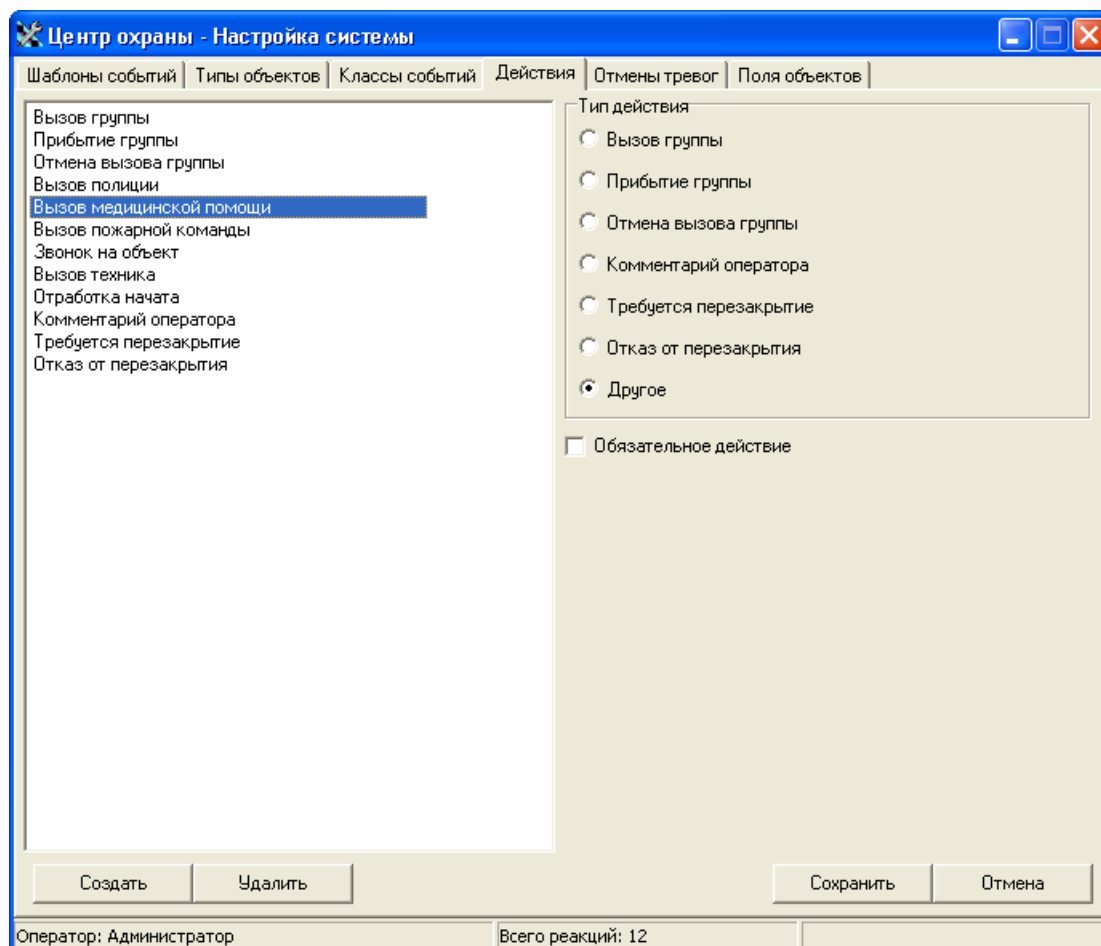 Центр охраны - Настройка системы
Шаблоны событий Типы объектов Классы событий Действия Отмены тревог Поля объектов
Вызов группы
Прибытие группы
Отмена вызова группы
Вызов полиции
Вызов медицинской помощи
Вызов пожарной команды
Звонок на объект
Вызов техника
Отработка начата
Комментарий оператора
Требуется перезакрытие
Отказ от перезакрытия
Тип действия
Вызов группы
Прибытие группы
Отмена вызова группы
Комментарий оператора
Требуется перезакрытие
Отказ от перезакрытия
Другое
Обязательное действие
Создать Удалить Сохранить Отмена
Оператор: Администратор Всего реакций: 12